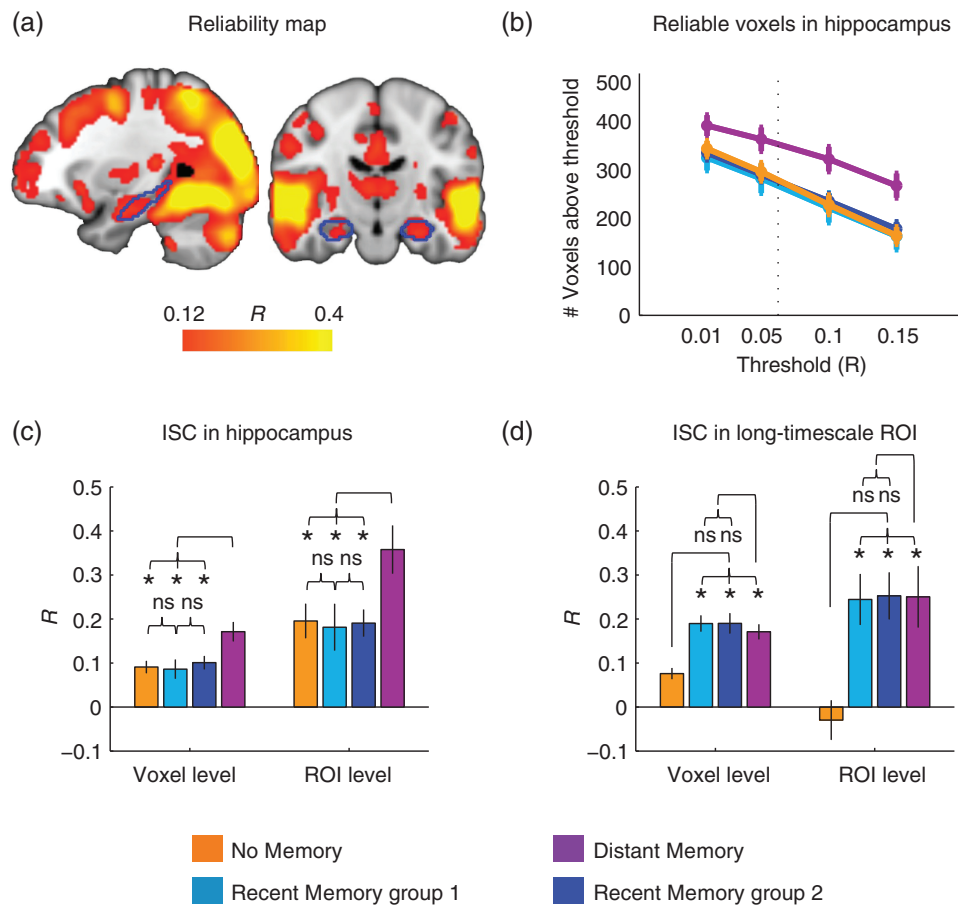 (a)
Reliability map
0.12 R 0.4
(b)
Reliable voxels in hippocampus
# Voxels above threshold
500
400
300
200
100
0
0.01 0.05 0.1 0.15
Threshold (R)
(c)
ISC in hippocampus
R
0.5
0.4
0.3
0.2
0.1
0
−0.1
* * *
ns ns
* * *
ns ns
Voxel level ROI level
(d)
ISC in long-timescale ROI
R
0.5
0.4
0.3
0.2
0.1
0
−0.1
ns ns
* * *
ns ns
* * *
Voxel level ROI level
No Memory
Distant Memory
Recent Memory group 1
Recent Memory group 2